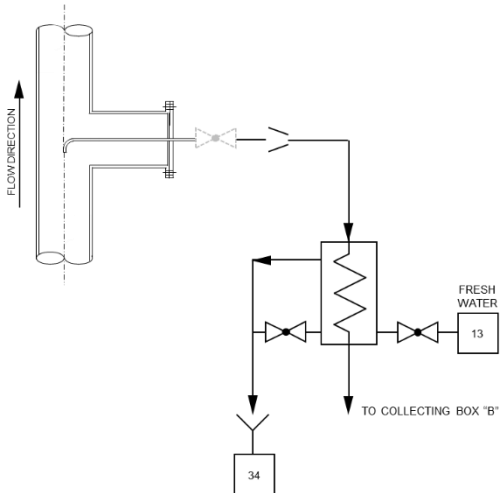 FLOW DIRECTION
FRESH
WATER
13
TO COLLECTING BOX "B"
34